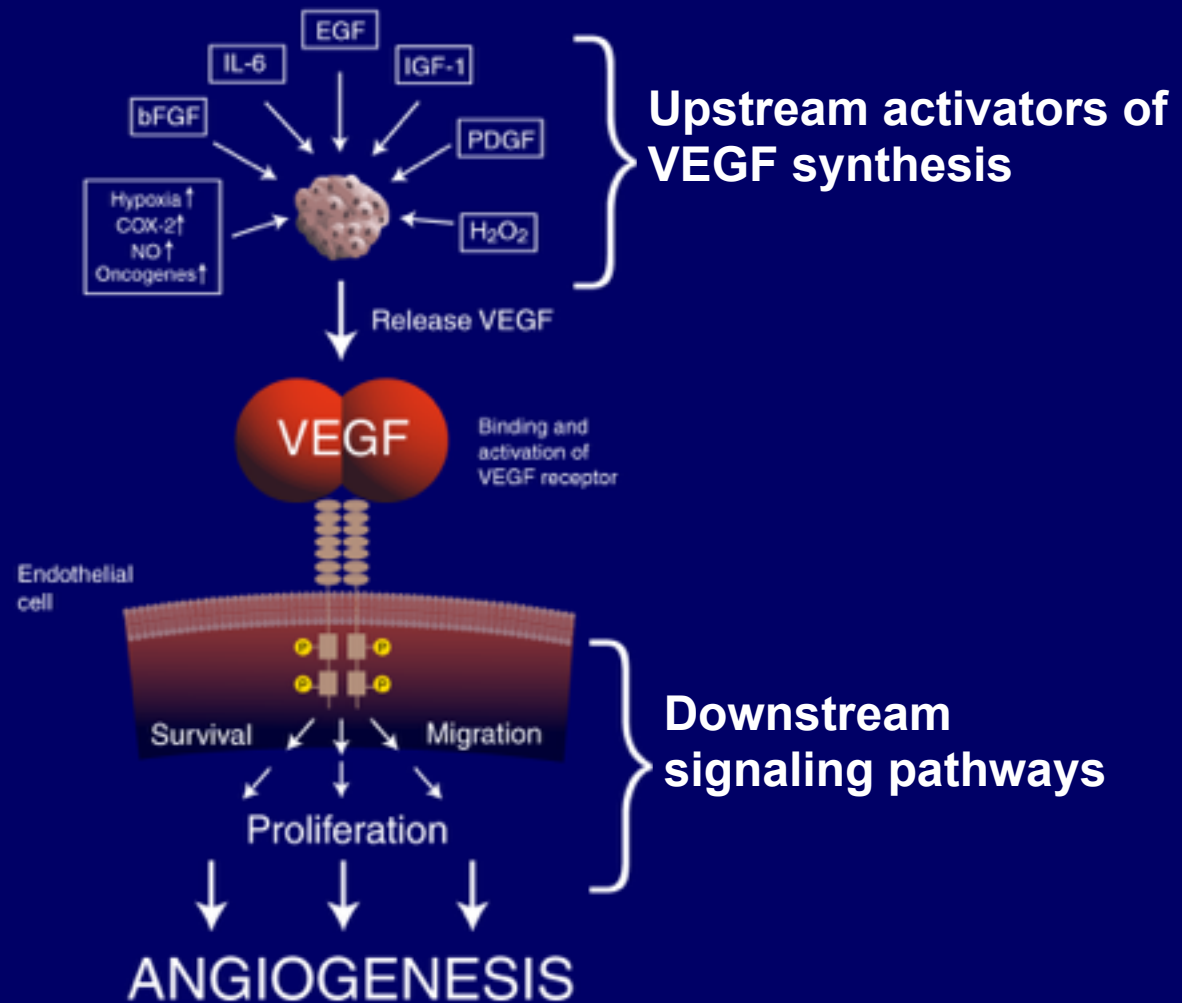 EGF
IL-6
IGF-1
bFGF
PDGF
Hypoxia↑
COX-2↑
NO↑
Oncogenes↑
H₂O₂
Upstream activators of
VEGF synthesis
Release VEGF
VEGF
Binding and
activation of
VEGF receptor
Endothelial
cell
P
P
P
P
Survival
Migration
Proliferation
Downstream
signaling pathways
ANGIOGENESIS